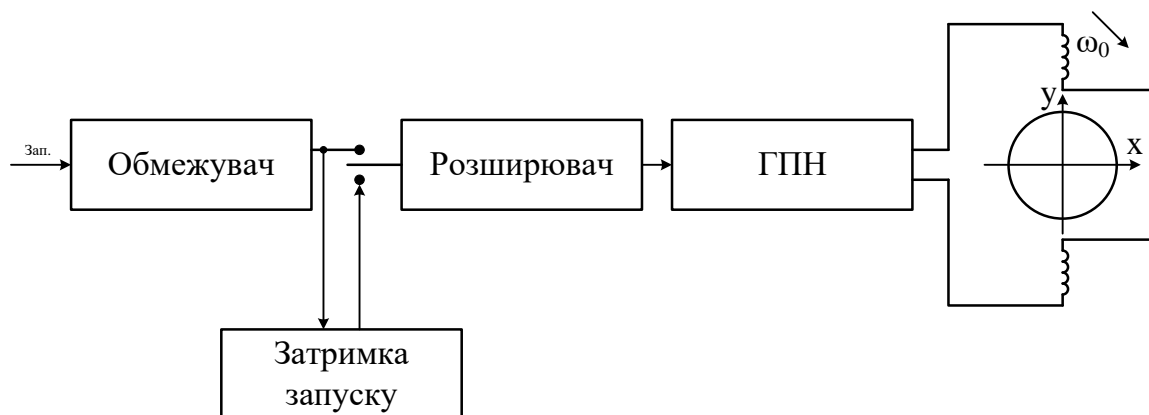 ω₀
y
Зап.
Обмежувач
Розширювач
ГПН
x
Затримка
запуску